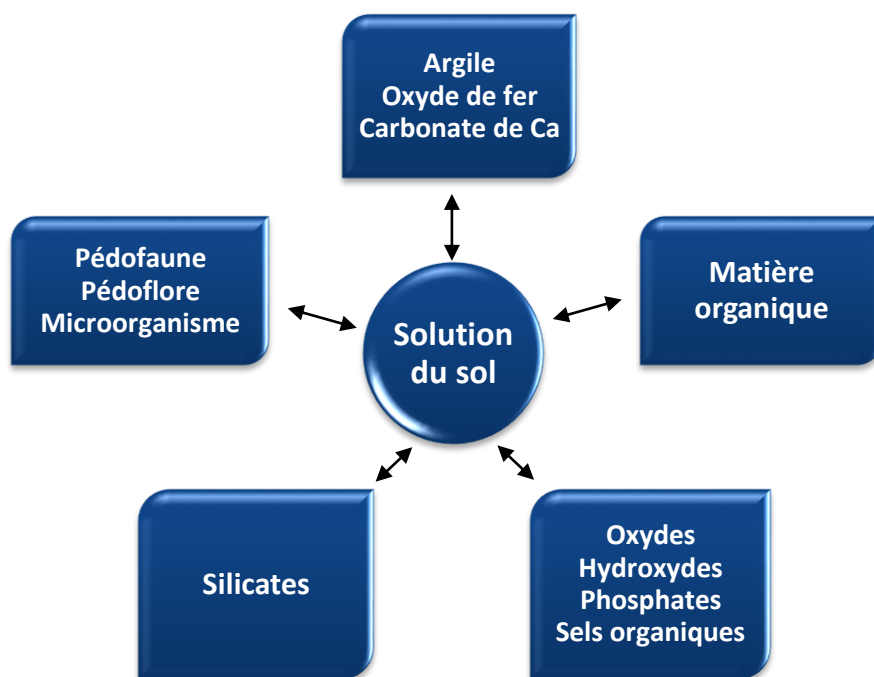 Argile
Oxyde de fer
Carbonate de Ca
Pédofaune
Pédoflore
Microorganisme
Matière
organique
Solution
du sol
Silicates
Oxydes
Hydroxydes
Phosphates
Sels organiques